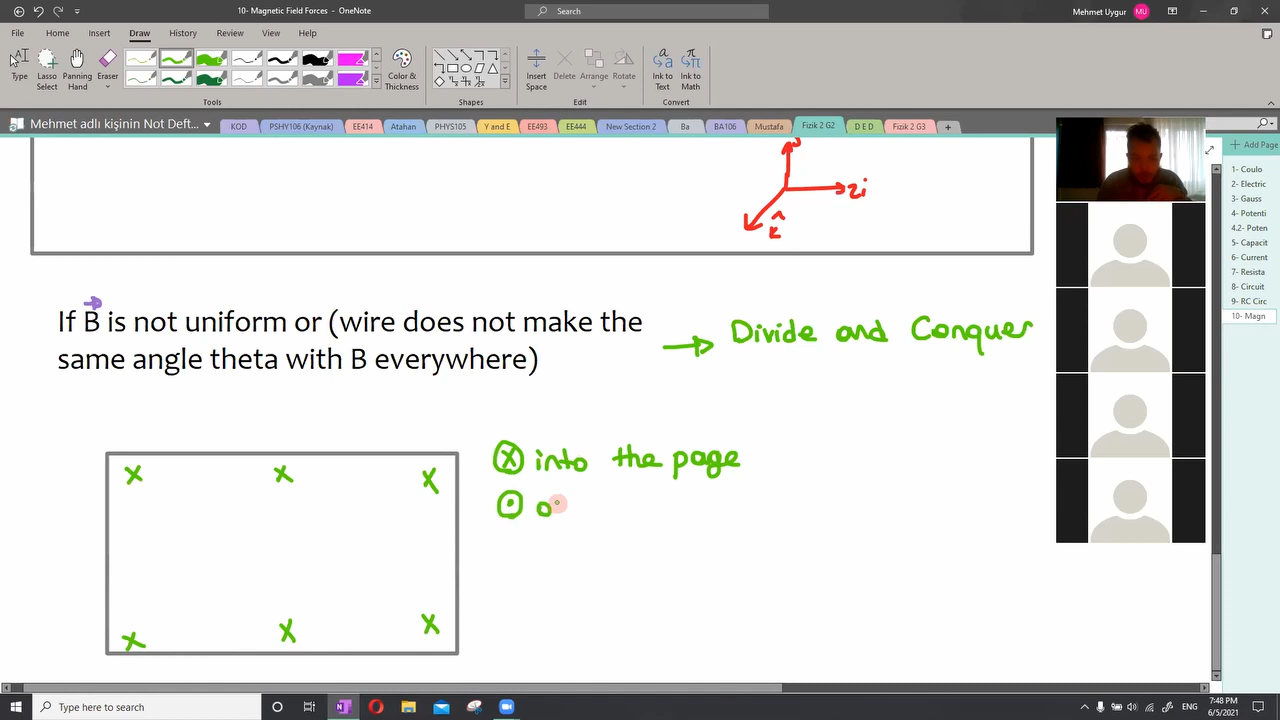 10- Magnetic Field Forces - OneNote
Search
Mehmet Uygur
MU
File Home Insert Draw History Review View Help
Type
Lasso Select
Panning Hand
Eraser
Color & Thickness
Insert Space
Delete
Arrange
Rotate
Ink to Text
Ink to Math
Tools
Shapes
Edit
Convert
Mehmet adlı kişinin Not Deft...
KOD PSHY106 (Kaynak) EE414 Atahan PHYS105 Y and E EE493 EE444 New Section 2 Ba BA106 Mustafa Fizik 2 G2 D E D Fizik 2 G3
Add Page
1- Coulo
2- Electric
3- Gauss
4- Potenti
4.2- Poten
5- Capacit
6- Current
7- Resista
8- Circuit
9- RC Circ
10- Magn
k
If B is not uniform or (wire does not make the
same angle theta with B everywhere)
Divide and Conquer
X X X
X into the page
o
X X X
Type here to search
ENG
7:48 PM
6/5/2021